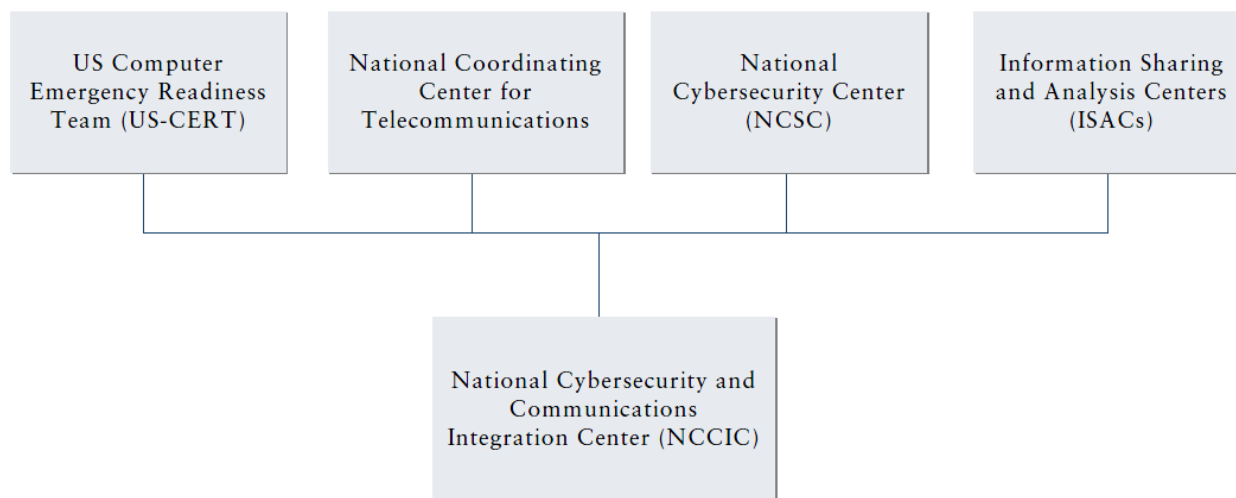 US Computer
Emergency Readiness
Team (US-CERT)
National Coordinating
Center for
Telecommunications
National
Cybersecurity Center
(NCSC)
Information Sharing
and Analysis Centers
(ISACs)
National Cybersecurity and
Communications
Integration Center (NCCIC)